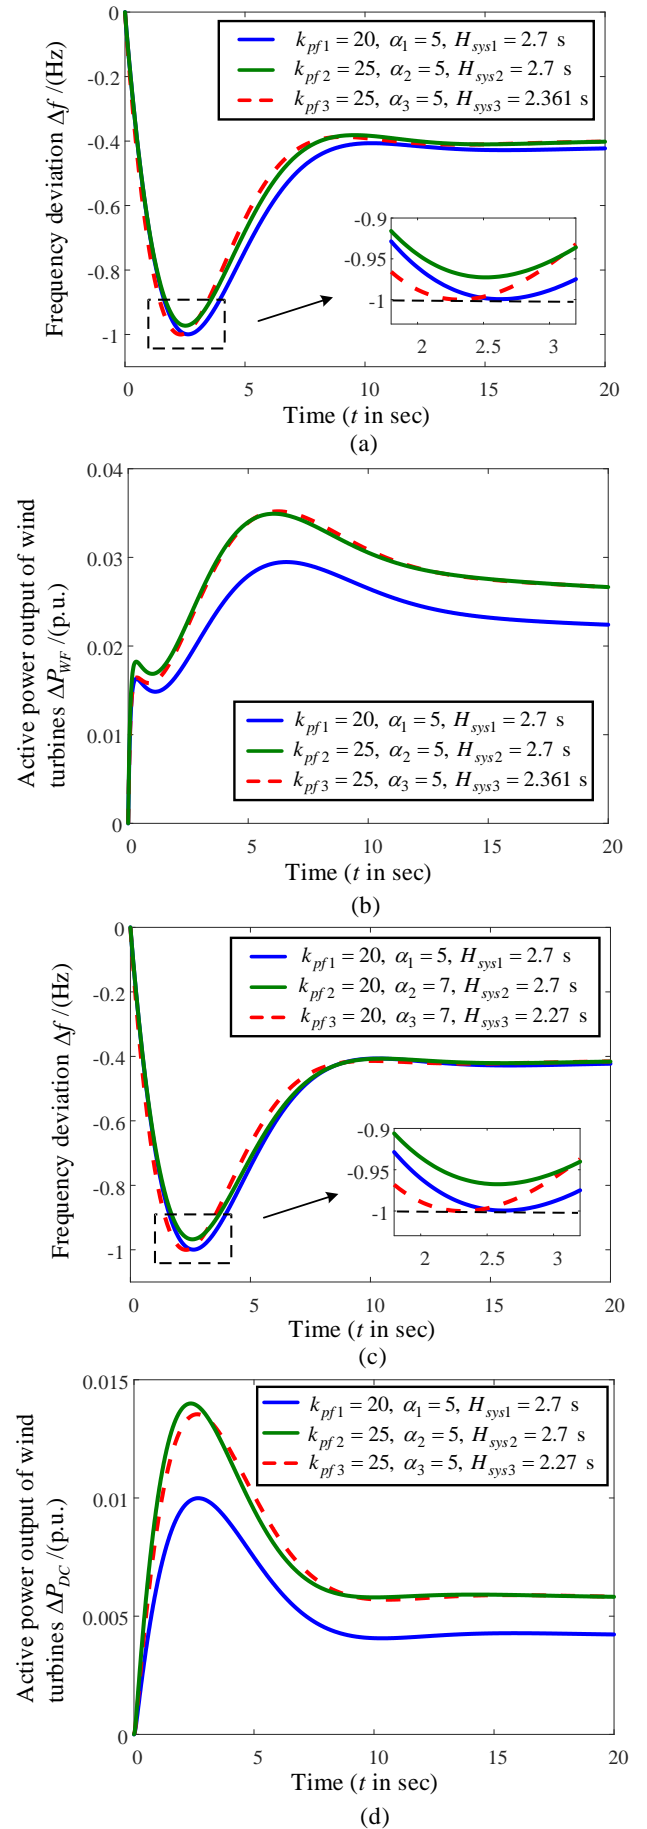 0
-0.2
-0.4
-0.6
-0.8
-1
Frequency deviation Δf /(Hz)
k_pf1 = 20, α_1 = 5, H_sys1 = 2.7 s
k_pf2 = 25, α_2 = 5, H_sys2 = 2.7 s
k_pf3 = 25, α_3 = 5, H_sys3 = 2.361 s
-0.9
-0.95
-1
2 2.5 3
0 5 10 15 20
Time (t in sec)
(a)
0.04
0.03
0.02
0.01
0
Active power output of wind
turbines ΔP_WF /(p.u.)
k_pf1 = 20, α_1 = 5, H_sys1 = 2.7 s
k_pf2 = 25, α_2 = 5, H_sys2 = 2.7 s
k_pf3 = 25, α_3 = 5, H_sys3 = 2.361 s
0 5 10 15 20
Time (t in sec)
(b)
0
-0.2
-0.4
-0.6
-0.8
-1
Frequency deviation Δf /(Hz)
k_pf1 = 20, α_1 = 5, H_sys1 = 2.7 s
k_pf2 = 20, α_2 = 7, H_sys2 = 2.7 s
k_pf3 = 20, α_3 = 7, H_sys3 = 2.27 s
-0.9
-0.95
-1
2 2.5 3
0 5 10 15 20
Time (t in sec)
(c)
0.015
0.01
0.005
0
Active power output of wind
turbines ΔP_DC /(p.u.)
k_pf1 = 20, α_1 = 5, H_sys1 = 2.7 s
k_pf2 = 25, α_2 = 5, H_sys2 = 2.7 s
k_pf3 = 25, α_3 = 5, H_sys3 = 2.27 s
0 5 10 15 20
Time (t in sec)
(d)